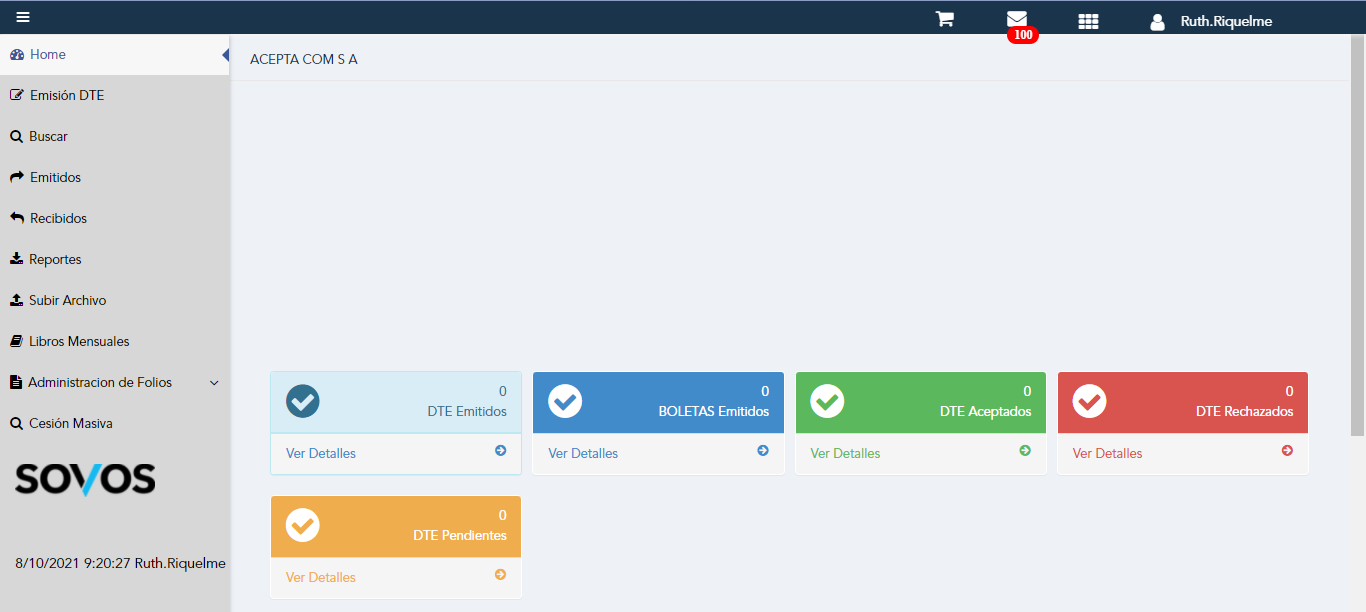 100
Ruth.Riquelme
Home
Emisión DTE
Buscar
Emitidos
Recibidos
Reportes
Subir Archivo
Libros Mensuales
Administracion de Folios
Cesión Masiva
SOVOS
8/10/2021 9:20:27 Ruth.Riquelme
ACEPTA COM S A
0
DTE Emitidos
Ver Detalles
0
BOLETAS Emitidos
Ver Detalles
0
DTE Aceptados
Ver Detalles
0
DTE Rechazados
Ver Detalles
0
DTE Pendientes
Ver Detalles